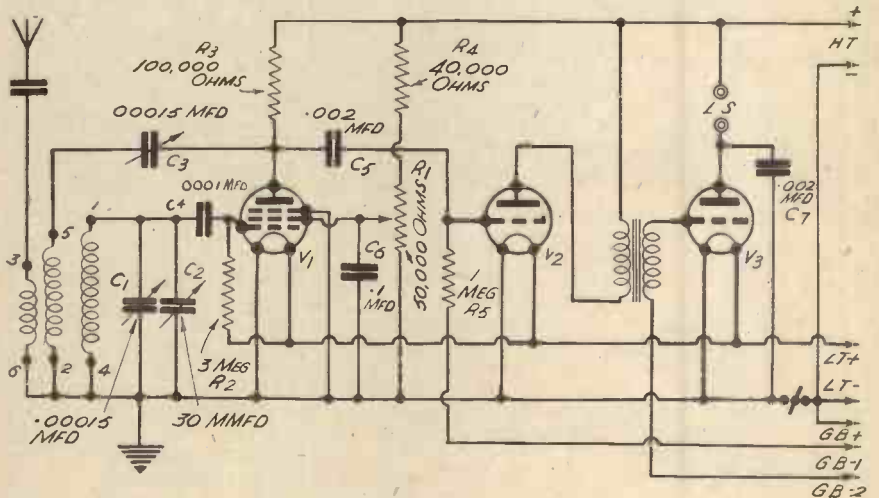 R3
100,000
OHMS
R4
40,000
OHMS
+
HT
-
.00015 MFD
C3
.002
MFD
C5
LS
.0001 MFD
C4
R1
50,000 OHMS
.002
MFD
C7
1
5
3
V1
C6
.1
MFD
V2
V3
C1
C2
1
MEG
R5
3 MEG
R2
LT+
6
2
4
LT-
.00015
MFD
30 MMFD
GB+
GB-1
GB-2